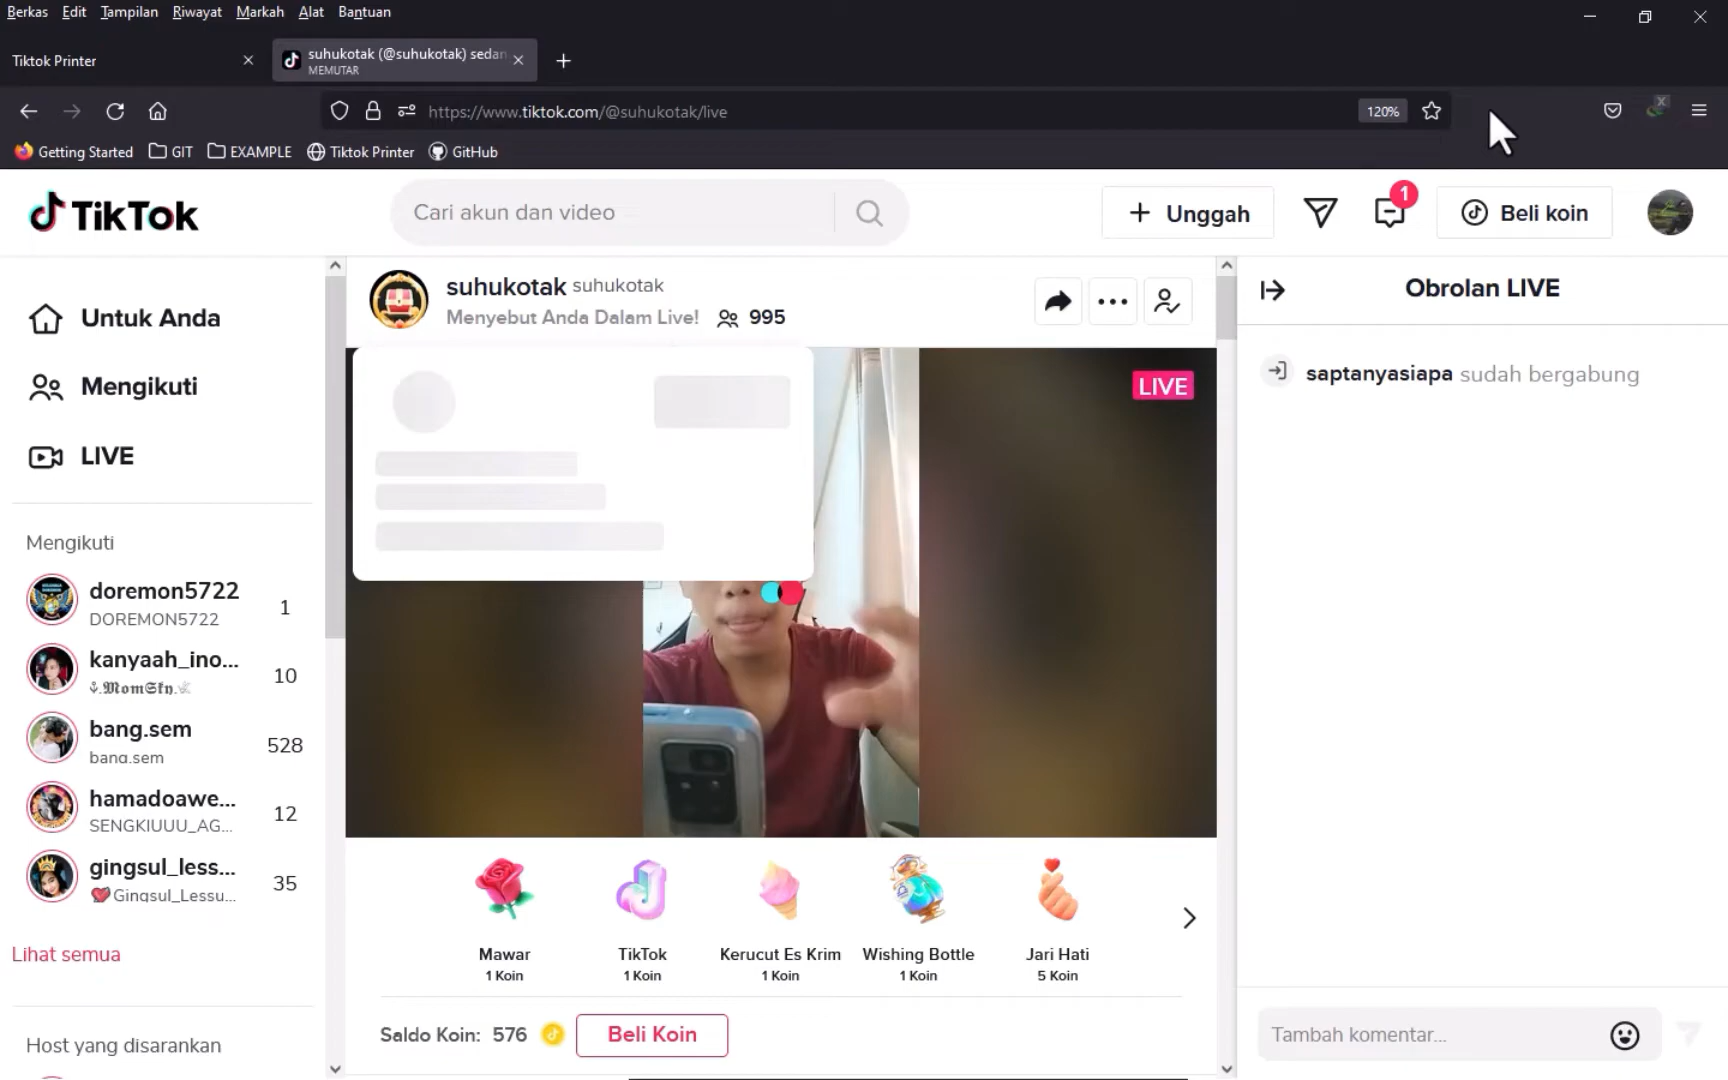 Berkas Edit Tampilan Riwayat Markah Alat Bantuan
Tiktok Printer
suhukotak (@suhukotak) sedan
MEMUTAR
https://www.tiktok.com/@suhukotak/live
120%
Getting Started GIT EXAMPLE Tiktok Printer GitHub
TikTok
Cari akun dan video
Unggah
1
Beli koin
Untuk Anda
Mengikuti
LIVE
Mengikuti
doremon5722
DOREMON5722
1
kanyaah_ino...
𝕸𝖔𝖒𝕾𝖐𝖞
10
bang.sem
bang.sem
528
hamadoawe...
SENGKIUUU_AG...
12
gingsul_less...
Gingsul_Lessu...
35
Lihat semua
Host yang disarankan
suhukotak suhukotak
Menyebut Anda Dalam Live! 995
LIVE
Mawar
1 Koin
TikTok
1 Koin
Kerucut Es Krim
1 Koin
Wishing Bottle
1 Koin
Jari Hati
5 Koin
Saldo Koin: 576
Beli Koin
Obrolan LIVE
saptanyasiapa sudah bergabung
Tambah komentar...